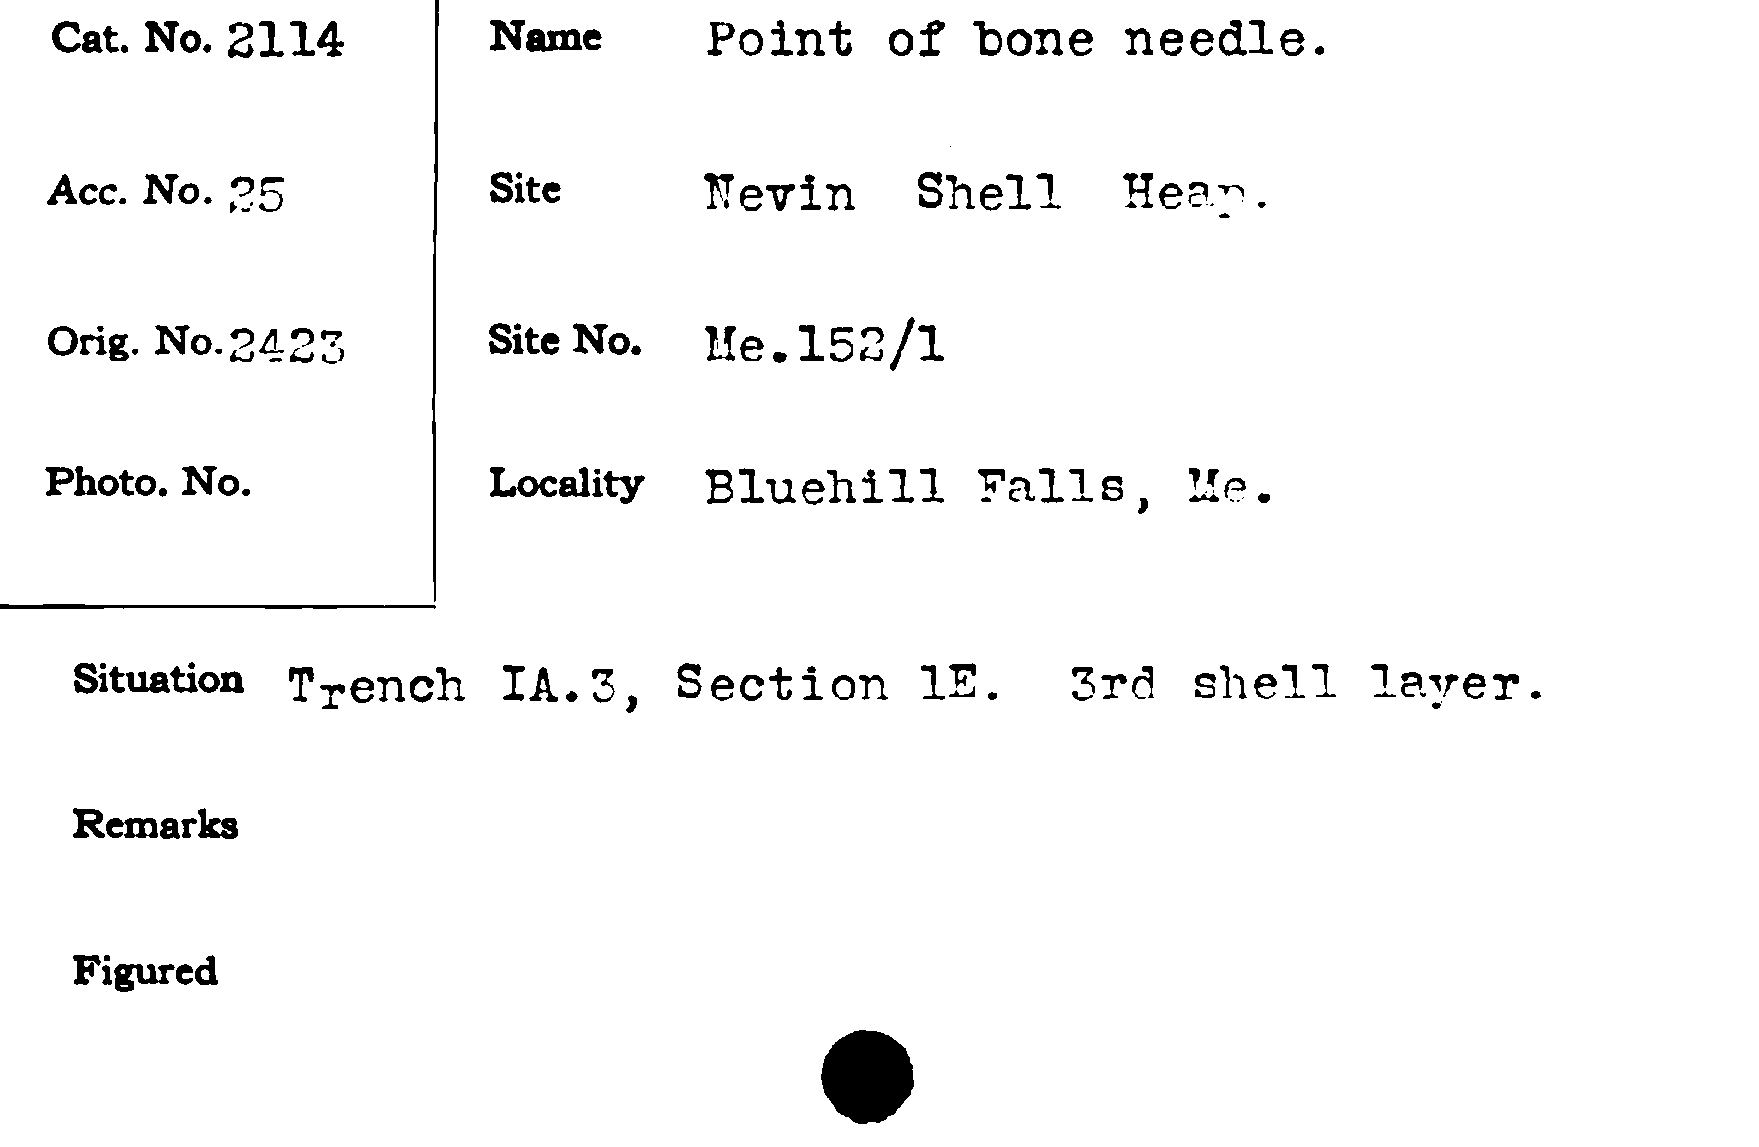 Cat. No. 2114
Name Point of bone needle.
Acc. No. 25
Site Nevin Shell Heap.
Orig. No. 2423
Site No. Me.152/1
Photo. No.
Locality Bluehill Falls, Me.
Situation Trench IA.3, Section 1E. 3rd shell layer.
Remarks
Figured